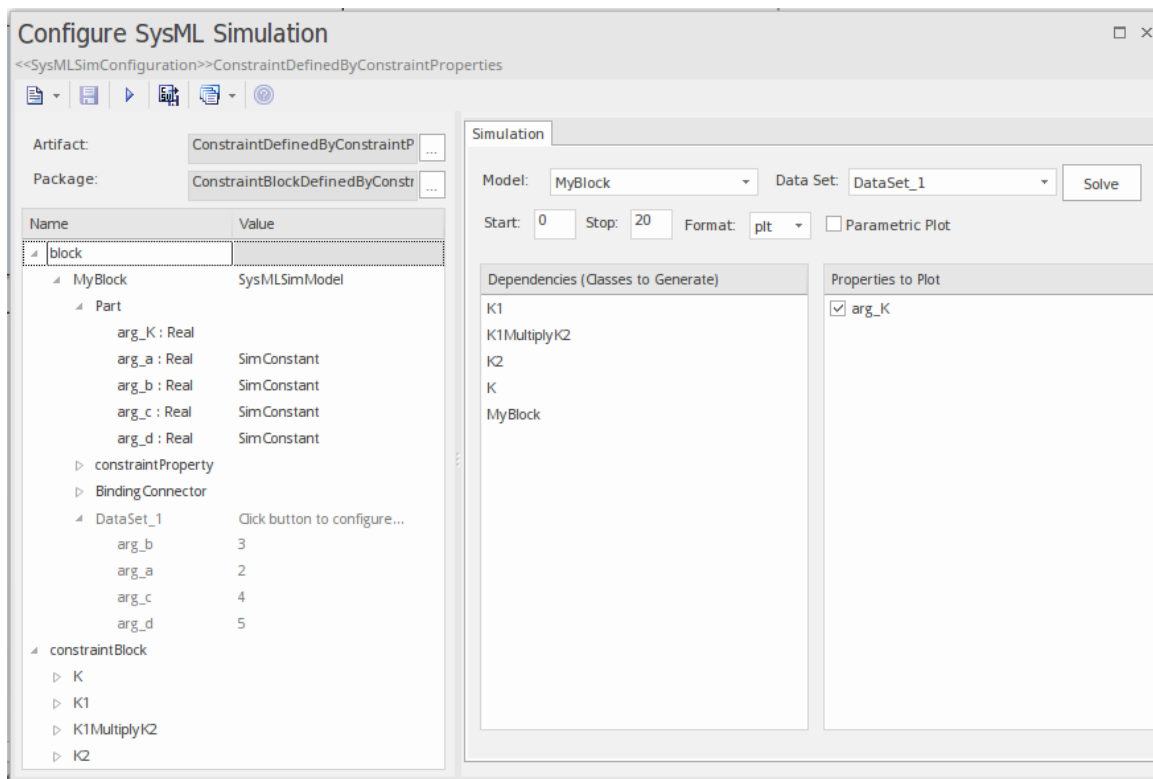 Configure SysML Simulation
<<SysMLSimConfiguration>>ConstraintDefinedByConstraintProperties
Artifact: ConstraintDefinedByConstraintP ...
Package: ConstraintBlockDefinedByConstr ...
Name Value
block
MyBlock SysMLSimModel
Part
arg_K : Real
arg_a : Real SimConstant
arg_b : Real SimConstant
arg_c : Real SimConstant
arg_d : Real SimConstant
constraintProperty
BindingConnector
DataSet_1 Click button to configure...
arg_b 3
arg_a 2
arg_c 4
arg_d 5
constraintBlock
K
K1
K1MultiplyK2
K2
Simulation
Model: MyBlock Data Set: DataSet_1 Solve
Start: 0 Stop: 20 Format: plt Parametric Plot
Dependencies (Classes to Generate)
K1
K1MultiplyK2
K2
K
MyBlock
Properties to Plot
arg_K